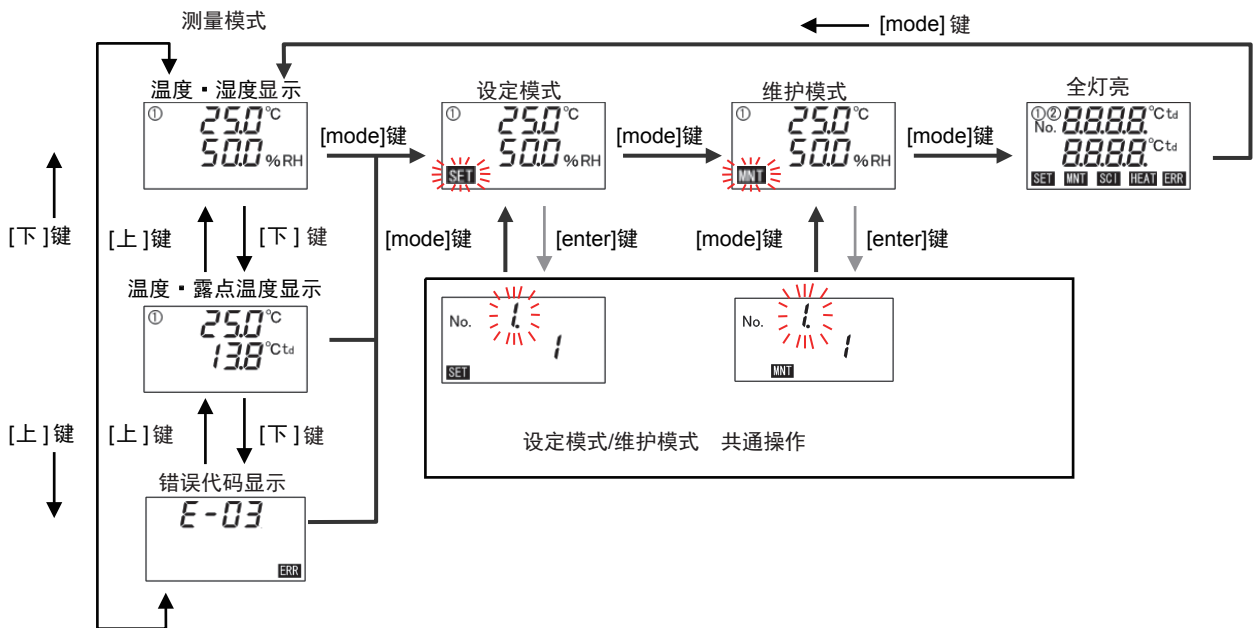 测量模式
[mode] 键
温度・湿度显示
① 25.0 °C
50.0 %RH
[mode]键
设定模式
① 25.0 °C
50.0 %RH
SET
[mode]键
维护模式
① 25.0 °C
50.0 %RH
MNT
[mode]键
全灯亮
①② No. 8.8.8.8. °Ctd
8.8.8.8. °Ctd
SET MNT SCI HEAT ERR
[下 ]键
[上 ]键
[下 ] 键
[mode]键
[enter]键
[mode]键
[enter]键
温度・露点温度显示
① 25.0 °C
13.8 °Ctd
No. 1.
1
SET
No. 1.
1
MNT
设定模式/维护模式 共通操作
[上 ] 键
[上 ]键
[下 ] 键
错误代码显示
E-03
ERR